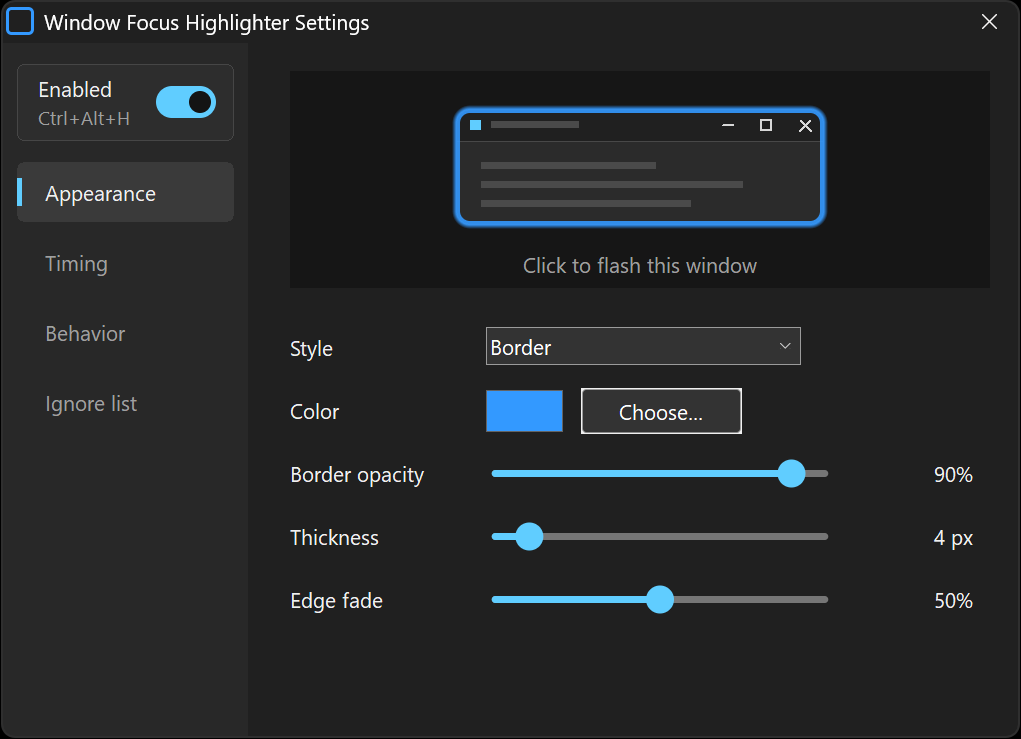 Window Focus Highlighter Settings
Enabled
Ctrl+Alt+H
Appearance
Timing
Behavior
Ignore list
Click to flash this window
Style
Border
Color
Choose...
Border opacity
90%
Thickness
4 px
Edge fade
50%